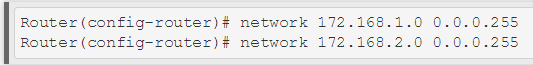 Router(config-router)# network 172.168.1.0 0.0.0.255
Router(config-router)# network 172.168.2.0 0.0.0.255